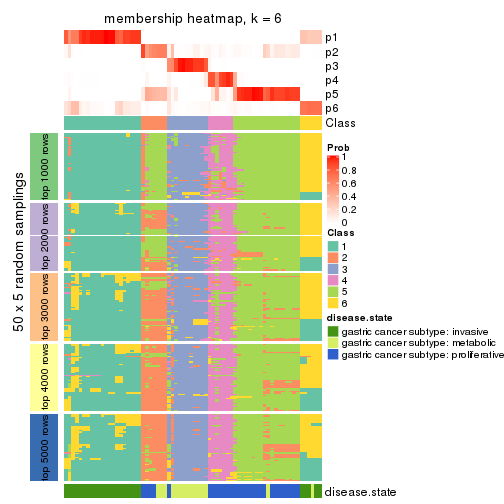 membership heatmap, k = 6
p1
p2
p3
p4
p5
p6
Class
50 x 5 random samplings
top 1000 rows
top 2000 rows
top 3000 rows
top 4000 rows
top 5000 rows
disease.state
Prob
1
0.8
0.6
0.4
0.2
0
Class
1
2
3
4
5
6
disease.state
gastric cancer subtype: invasive
gastric cancer subtype: metabolic
gastric cancer subtype: proliferative